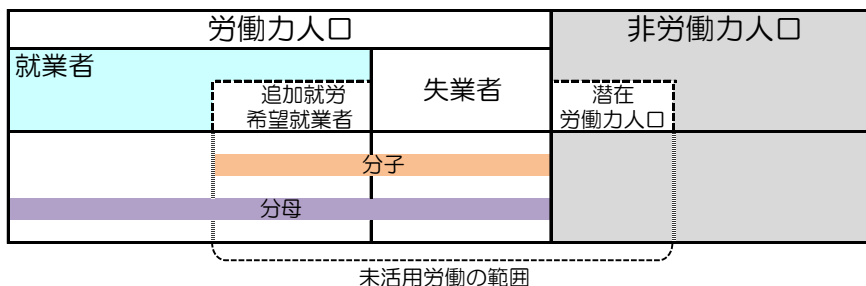 労働力人口
非労働力人口
就業者
追加就労
希望就業者
失業者
潜在
労働力人口
分子
分母
未活用労働の範囲